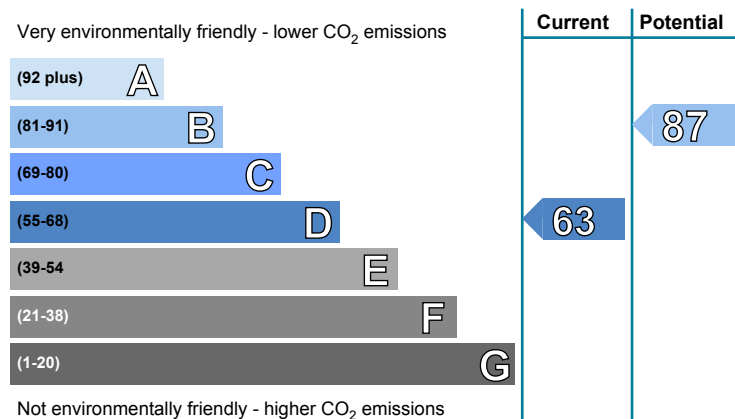 Very environmentally friendly - lower CO₂ emissions
Current
Potential
(92 plus) A
(81-91) B
87
(69-80) C
(55-68) D
63
(39-54 E
(21-38) F
(1-20) G
Not environmentally friendly - higher CO₂ emissions